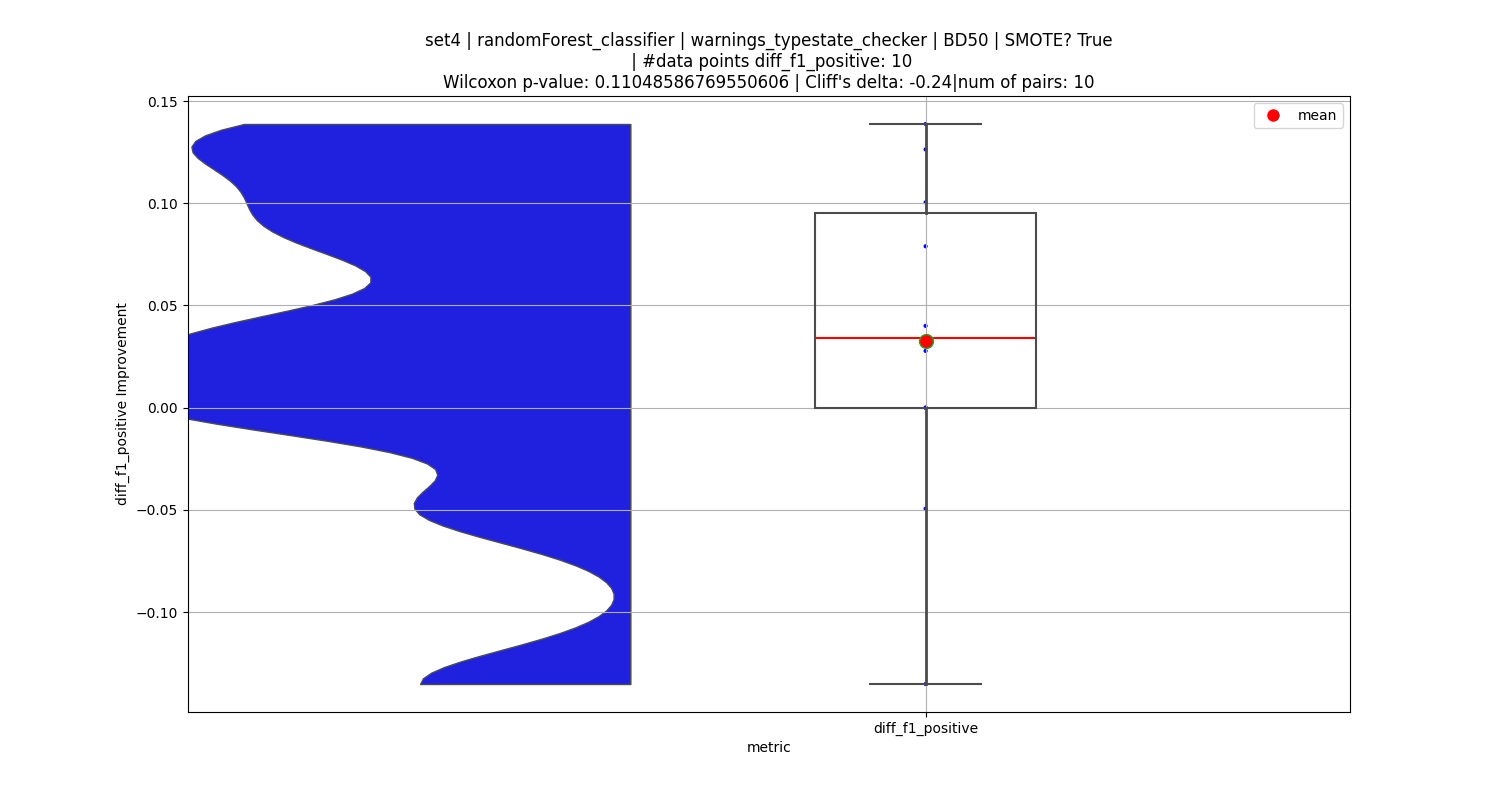 set4 | randomForest_classifier | warnings_typestate_checker | BD50 | SMOTE? True
| #data points diff_f1_positive: 10
Wilcoxon p-value: 0.11048586769550606 | Cliff's delta: -0.24|num of pairs: 10
mean
0.15
0.10
0.05
0.00
−0.05
−0.10
diff_f1_positive Improvement
diff_f1_positive
metric